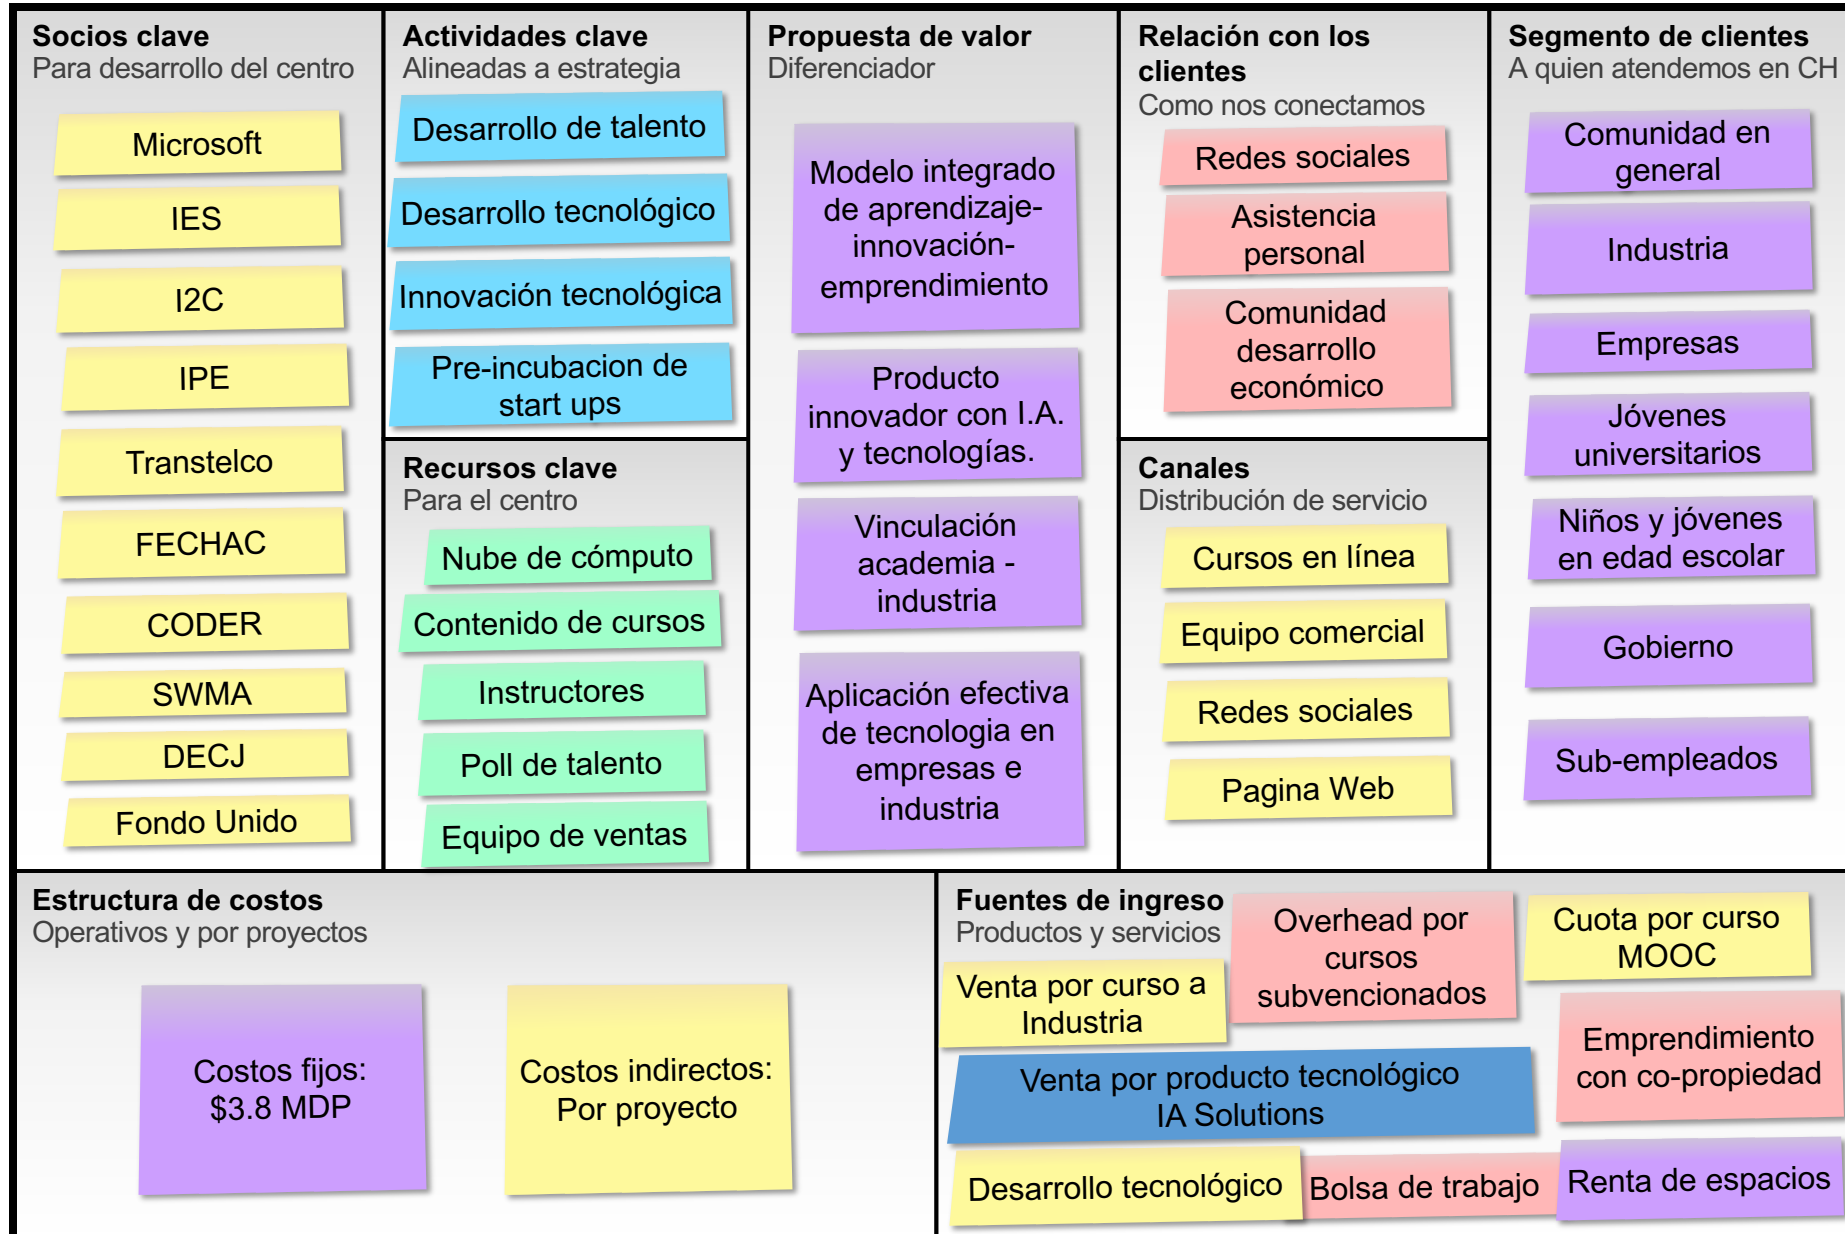 Socios clave
Para desarrollo del centro
Microsoft
IES
I2C
IPE
Transtelco
FECHAC
CODER
SWMA
DECJ
Fondo Unido
Actividades clave
Alineadas a estrategia
Desarrollo de talento
Desarrollo tecnológico
Innovación tecnológica
Pre-incubacion de
start ups
Recursos clave
Para el centro
Nube de cómputo
Contenido de cursos
Instructores
Poll de talento
Equipo de ventas
Propuesta de valor
Diferenciador
Modelo integrado
de aprendizaje-
innovación-
emprendimiento
Producto
innovador con I.A.
y tecnologías.
Vinculación
academia -
industria
Aplicación efectiva
de tecnologia en
empresas e
industria
Relación con los
clientes
Como nos conectamos
Redes sociales
Asistencia
personal
Comunidad
desarrollo
económico
Canales
Distribución de servicio
Cursos en línea
Equipo comercial
Redes sociales
Pagina Web
Segmento de clientes
A quien atendemos en CH
Comunidad en
general
Industria
Empresas
Jóvenes
universitarios
Niños y jóvenes
en edad escolar
Gobierno
Sub-empleados
Estructura de costos
Operativos y por proyectos
Costos fijos:
$3.8 MDP
Costos indirectos:
Por proyecto
Fuentes de ingreso
Productos y servicios
Overhead por
cursos
subvencionados
Cuota por curso
MOOC
Venta por curso a
Industria
Emprendimiento
con co-propiedad
Venta por producto tecnológico
IA Solutions
Desarrollo tecnológico
Bolsa de trabajo
Renta de espacios